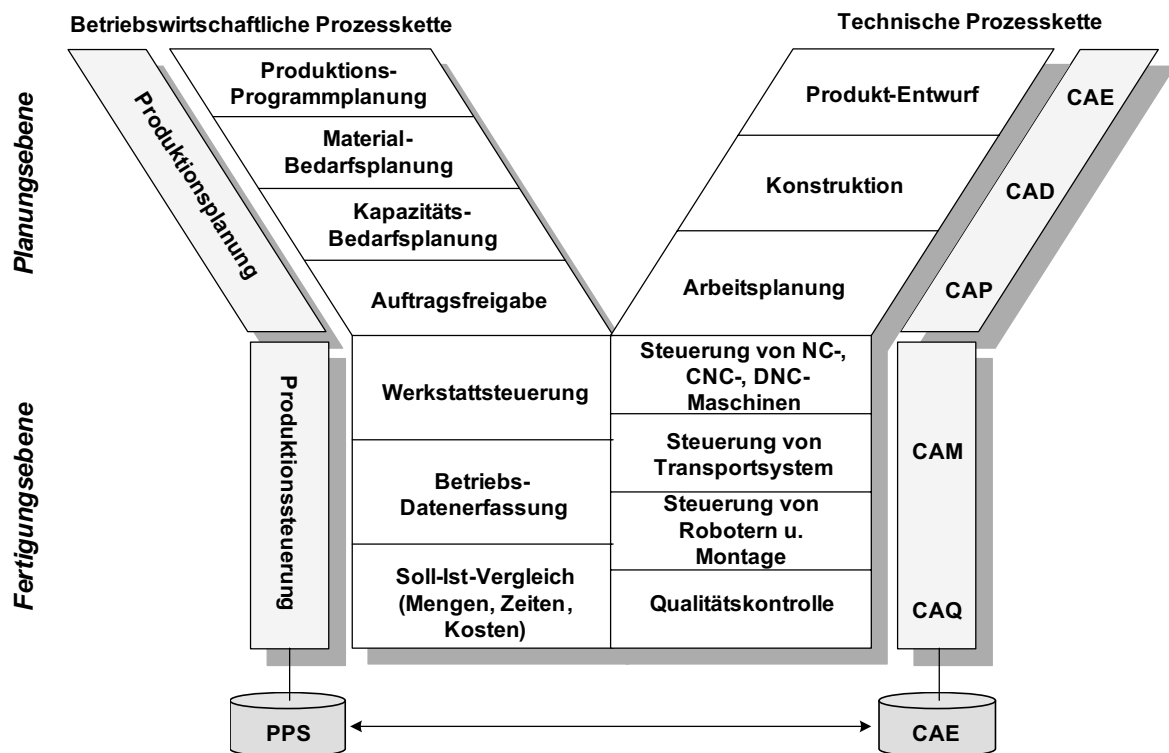 Betriebswirtschaftliche Prozesskette
Technische Prozesskette
Planungsebene
Fertigungsebene
Produktionsplanung
Produktions-
Programmplanung
Material-
Bedarfsplanung
Kapazitäts-
Bedarfsplanung
Auftragsfreigabe
Produkt-Entwurf
Konstruktion
Arbeitsplanung
CAE
CAD
CAP
Produktionssteuerung
Werkstattsteuerung
Betriebs-
Datenerfassung
Soll-Ist-Vergleich
(Mengen, Zeiten,
Kosten)
Steuerung von NC-,
CNC-, DNC-
Maschinen
Steuerung von
Transportsystem
Steuerung von
Robotern u.
Montage
Qualitätskontrolle
CAM
CAQ
PPS
CAE